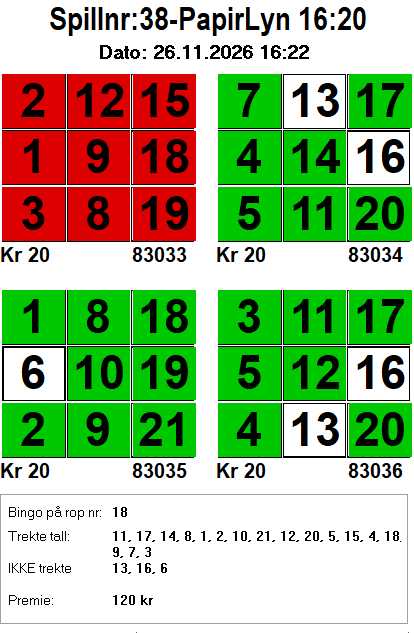 Spillnr:38-PapirLyn 16:20
Dato: 26.11.2026 16:22
2 12 15
1 9 18
3 8 19
Kr 20 83033
7 13 17
4 14 16
5 11 20
Kr 20 83034
1 8 18
6 10 19
2 9 21
Kr 20 83035
3 11 17
5 12 16
4 13 20
Kr 20 83036
Bingo på rop nr: 18
Trekte tall: 11, 17, 14, 8, 1, 2, 10, 21, 12, 20, 5, 15, 4, 18,
9, 7, 3
IKKE trekte 13, 16, 6
Premie: 120 kr